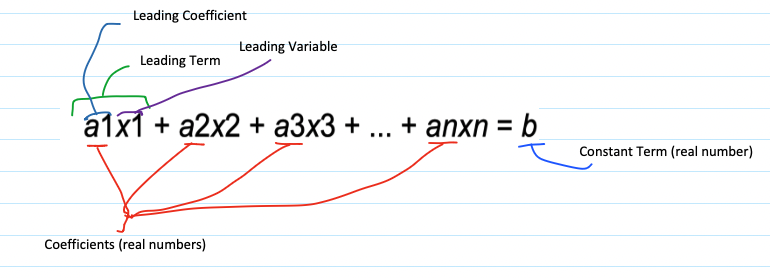 Leading Coefficient
Leading Variable
Leading Term
a1x1 + a2x2 + a3x3 + ... + anxn = b
Constant Term (real number)
Coefficients (real numbers)